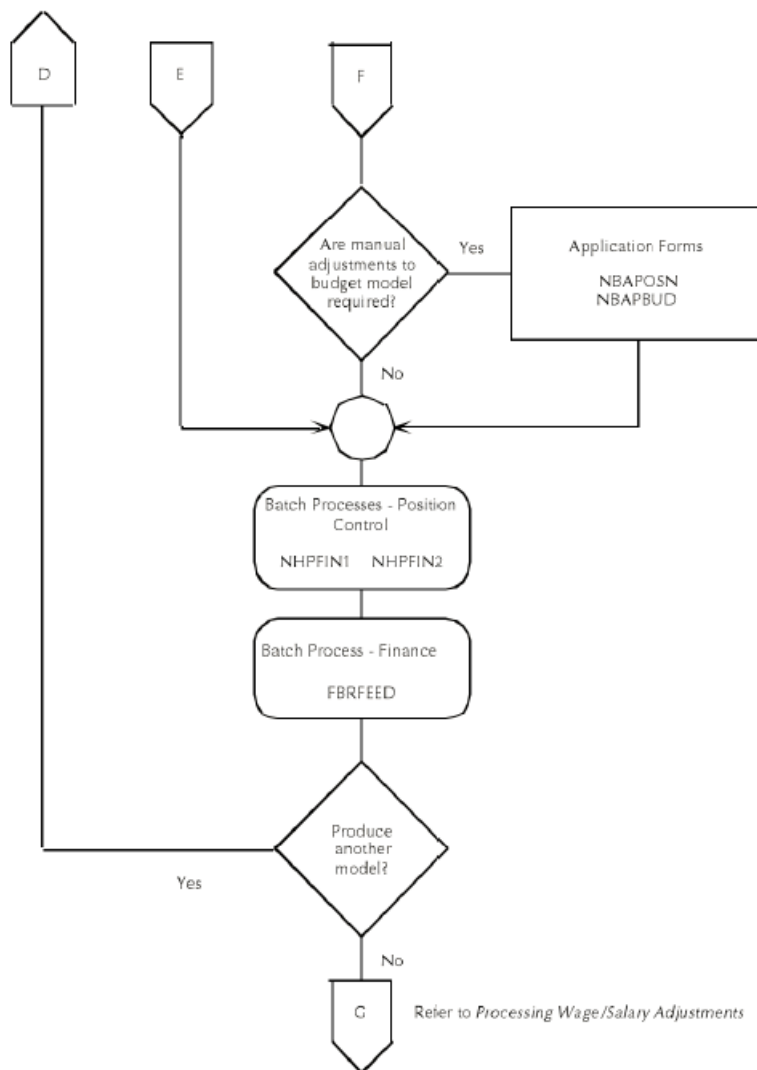 D
E
F
Are manual
adjustments to
budget model
required?
Yes
Application Forms
NBAPOSN
NBAPBUD
No
Batch Processes - Position
Control
NHPFIN1 NHPFIN2
Batch Process - Finance
FBRFEED
Produce
another
model?
Yes
No
G
Refer to Processing Wage/Salary Adjustments